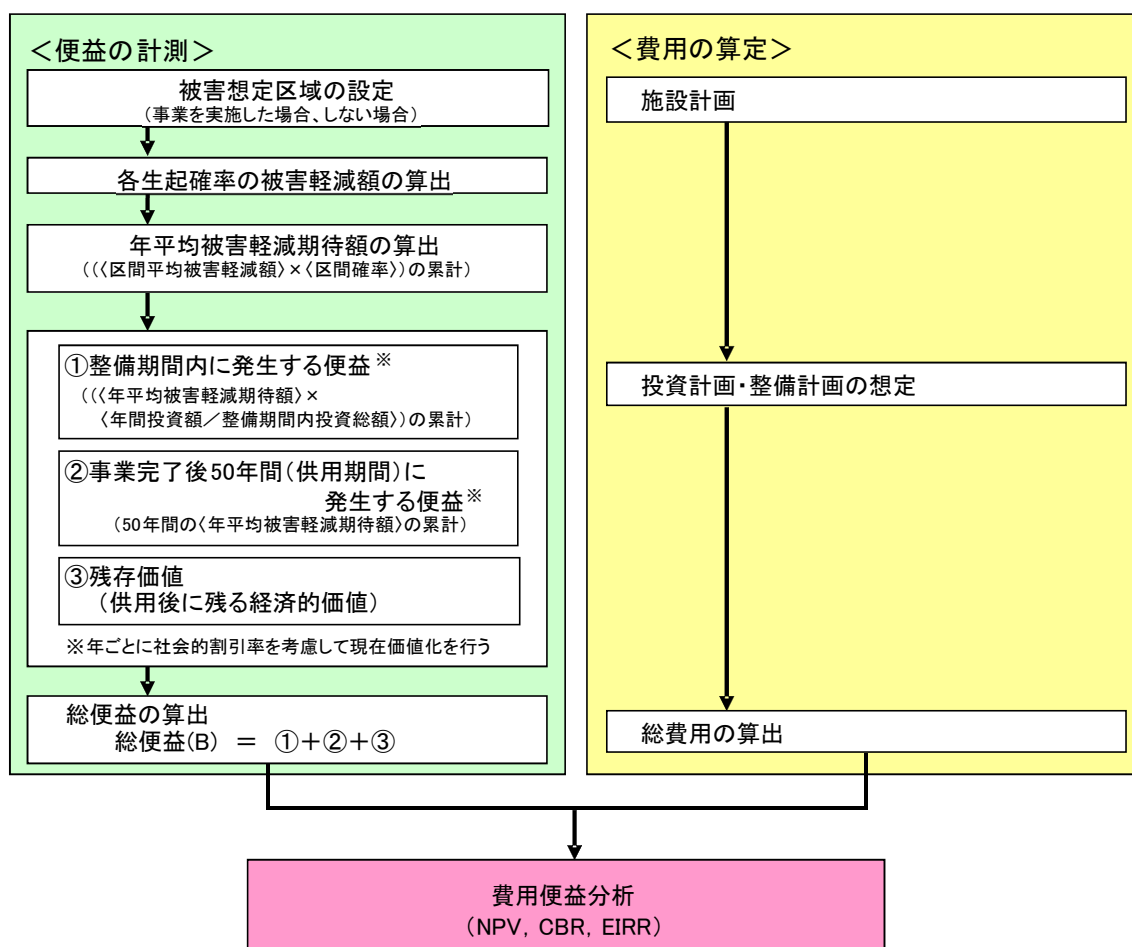 ＜便益の計測＞
被害想定区域の設定
（事業を実施した場合、しない場合）
各生起確率の被害軽減額の算出
年平均被害軽減期待額の算出
（（〈区間平均被害軽減額〉×〈区間確率〉）の累計）
①整備期間内に発生する便益※
（（〈年平均被害軽減期待額〉×
〈年間投資額／整備期間内投資総額〉）の累計）
②事業完了後50年間（供用期間）に
発生する便益※
（50年間の〈年平均被害軽減期待額〉の累計）
③残存価値
（供用後に残る経済的価値）
※年ごとに社会的割引率を考慮して現在価値化を行う
総便益の算出
総便益(B) ＝ ①＋②＋③
＜費用の算定＞
施設計画
投資計画・整備計画の想定
総費用の算出
費用便益分析
（NPV, CBR, EIRR）